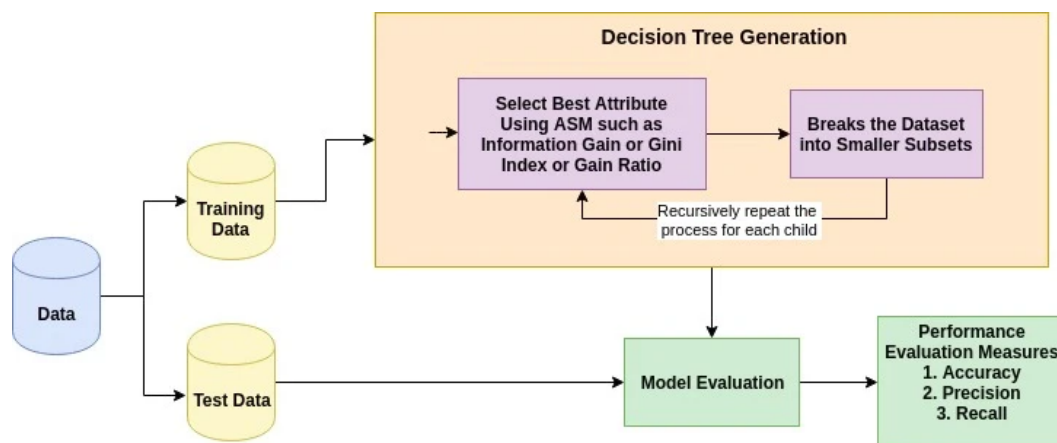 Decision Tree Generation
Select Best Attribute
Using ASM such as
Information Gain or Gini
Index or Gain Ratio
Breaks the Dataset
into Smaller Subsets
Recursively repeat the
process for each child
Training
Data
Data
Test Data
Model Evaluation
Performance
Evaluation Measures
1. Accuracy
2. Precision
3. Recall